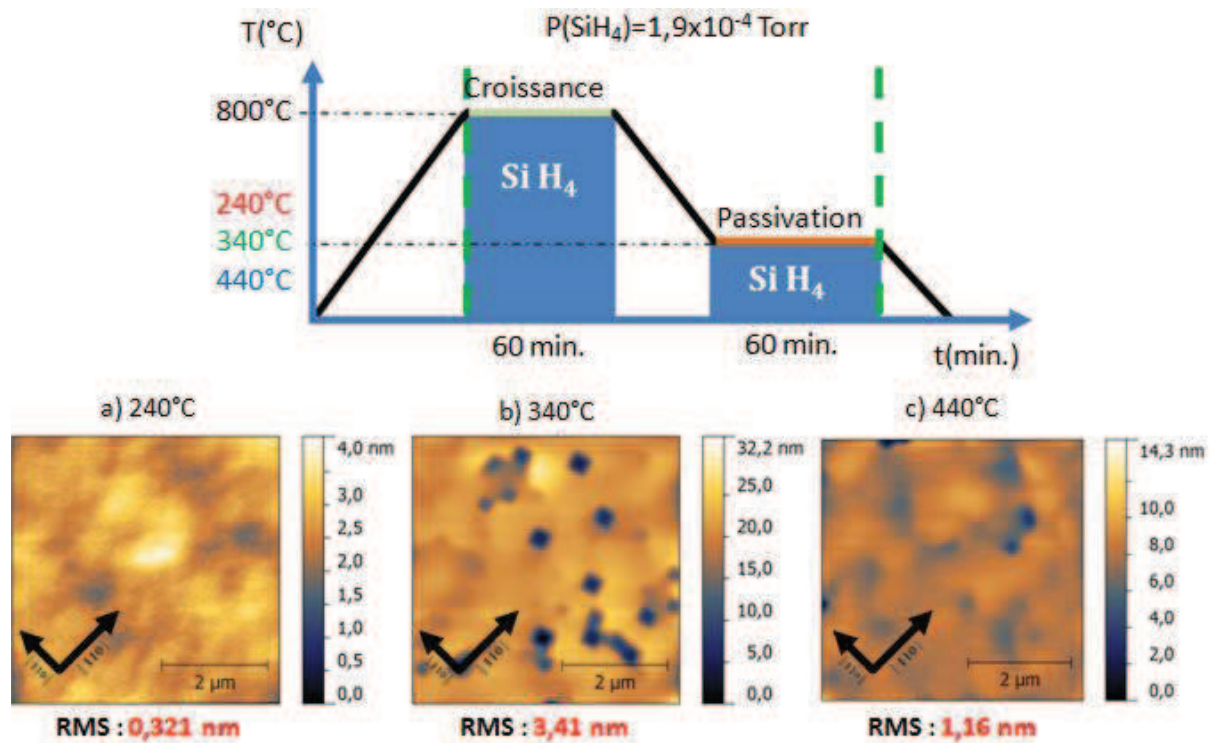 P(SiH₄)=1,9x10⁻⁴ Torr
T(°C)
Croissance
800°C
Si H₄
240°C
Passivation
340°C
Si H₄
440°C
60 min.
60 min.
t(min.)
a) 240°C
4,0 nm
3,0
2,5
2,0
1,5
1,0
0,5
0,0
2 µm
RMS : 0,321 nm
b) 340°C
32,2 nm
25,0
20,0
15,0
10,0
5,0
0,0
2 µm
RMS : 3,41 nm
c) 440°C
14,3 nm
10,0
8,0
6,0
4,0
2,0
0,0
2 µm
RMS : 1,16 nm